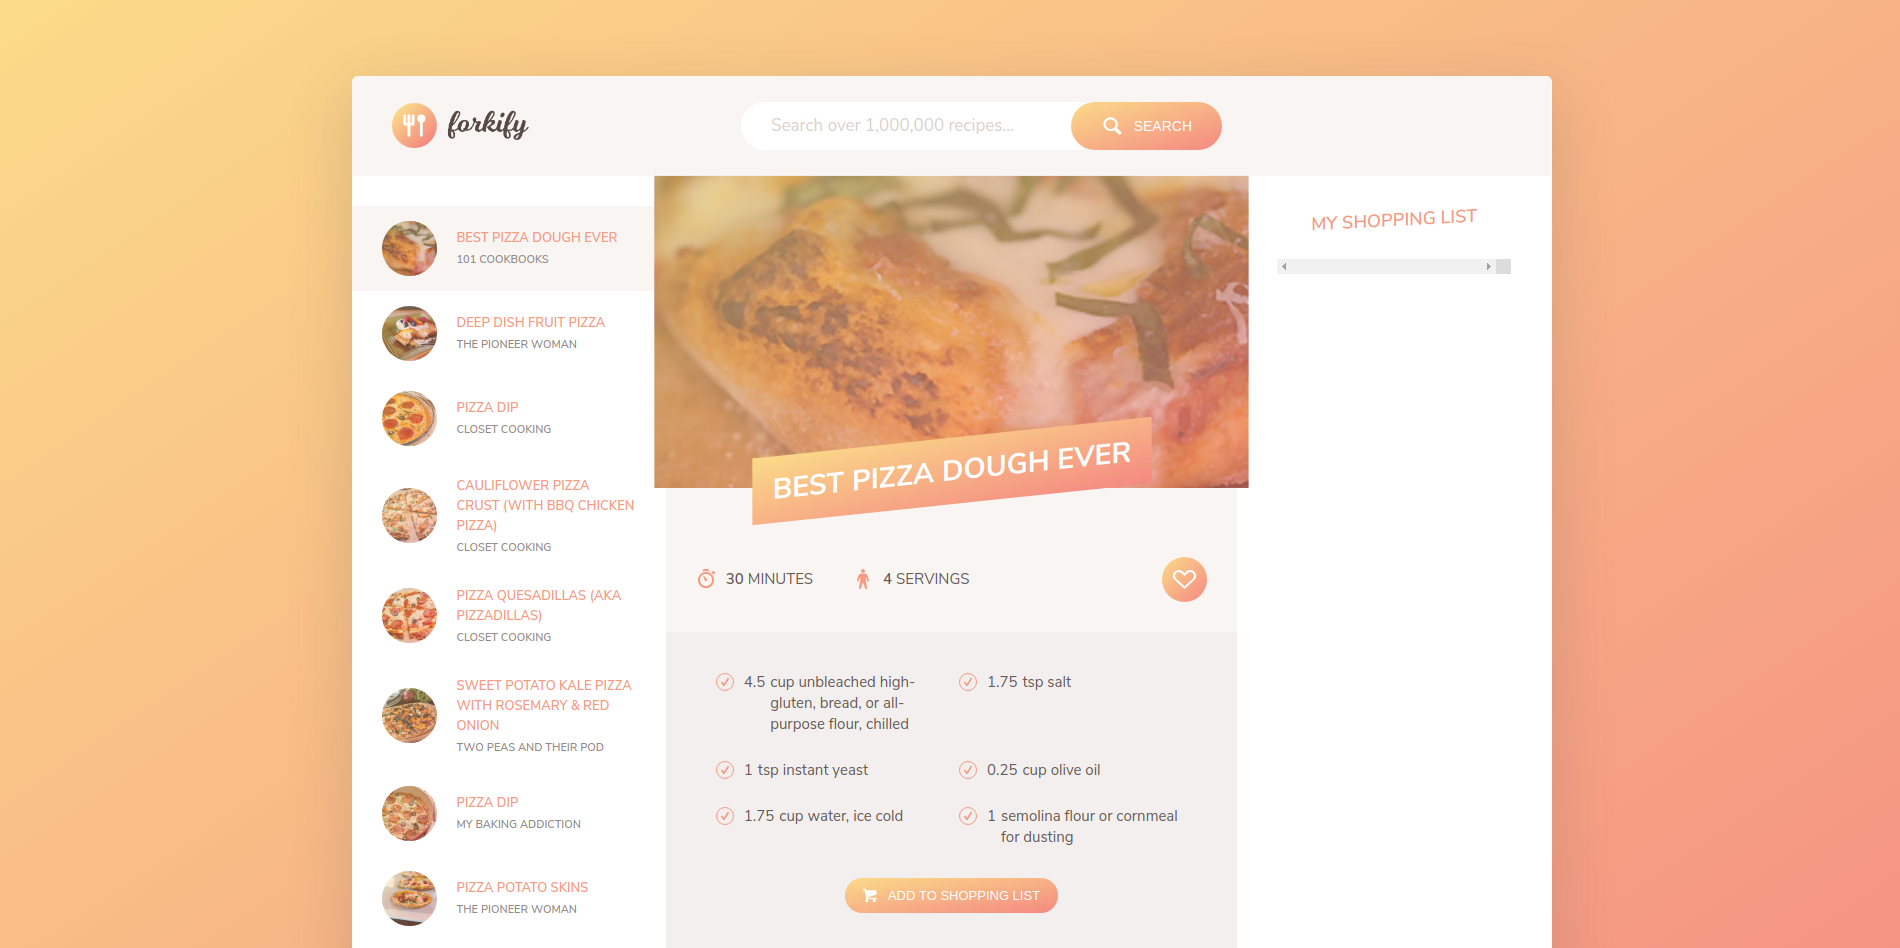 forkify
Search over 1,000,000 recipes...
SEARCH
BEST PIZZA DOUGH EVER
101 COOKBOOKS
DEEP DISH FRUIT PIZZA
THE PIONEER WOMAN
PIZZA DIP
CLOSET COOKING
CAULIFLOWER PIZZA
CRUST (WITH BBQ CHICKEN
PIZZA)
CLOSET COOKING
PIZZA QUESADILLAS (AKA
PIZZADILLAS)
CLOSET COOKING
SWEET POTATO KALE PIZZA
WITH ROSEMARY & RED
ONION
TWO PEAS AND THEIR POD
PIZZA DIP
MY BAKING ADDICTION
PIZZA POTATO SKINS
THE PIONEER WOMAN
BEST PIZZA DOUGH EVER
30 MINUTES
4 SERVINGS
4.5 cup unbleached high-
gluten, bread, or all-
purpose flour, chilled
1.75 tsp salt
1 tsp instant yeast
0.25 cup olive oil
1.75 cup water, ice cold
1 semolina flour or cornmeal
for dusting
ADD TO SHOPPING LIST
MY SHOPPING LIST